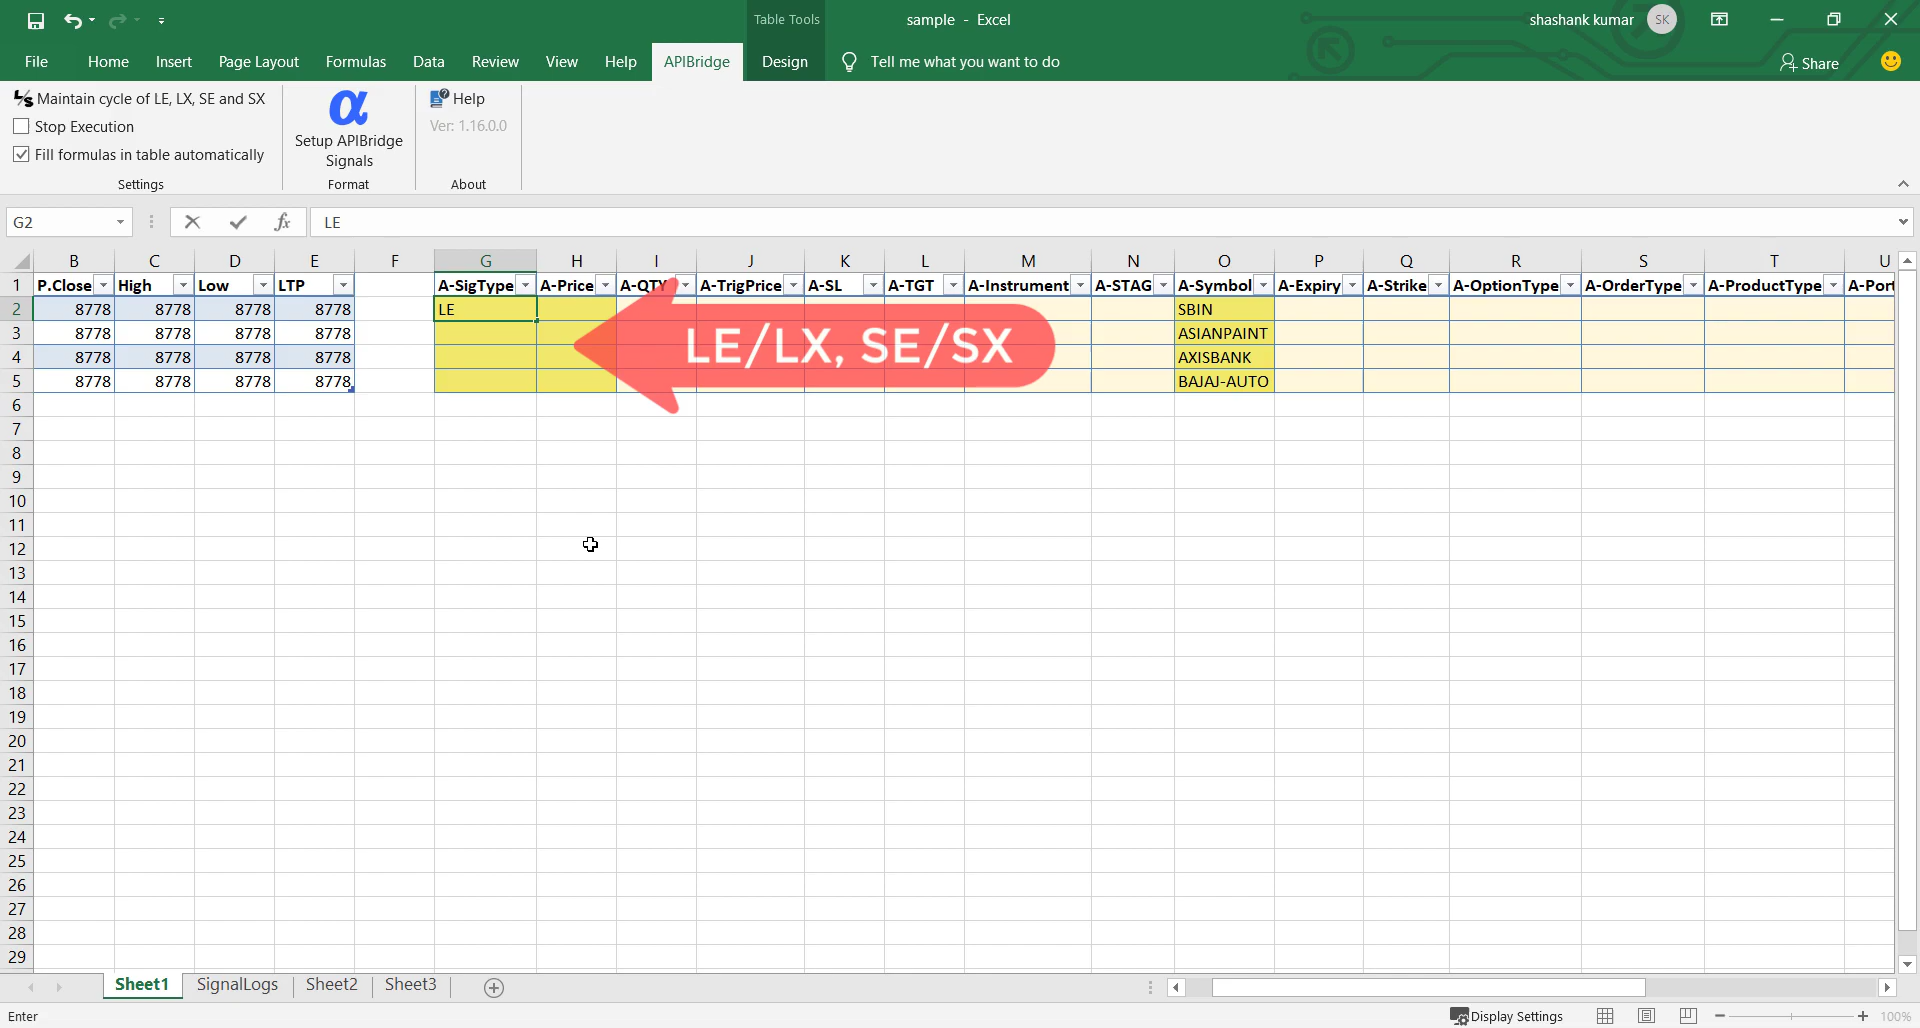 Table Tools
sample - Excel
shashank kumar SK
File Home Insert Page Layout Formulas Data Review View Help APIBridge Design Tell me what you want to do Share
L/S Maintain cycle of LE, LX, SE and SX
Stop Execution
Fill formulas in table automatically
Settings
α
Setup APIBridge
Signals
Format
Help
Ver: 1.16.0.0
About
G2 fx LE
B C D E F G H I J K L M N O P Q R S T U
1 P.Close High Low LTP A-SigType A-Price A-QTY A-TrigPrice A-SL A-TGT A-Instrument A-STAG A-Symbol A-Expiry A-Strike A-OptionType A-OrderType A-ProductType A-Port
2 8778 8778 8778 8778 LE SBIN
3 8778 8778 8778 8778 ASIANPAINT
4 8778 8778 8778 8778 AXISBANK
5 8778 8778 8778 8778 BAJAJ-AUTO
LE/LX, SE/SX
6
7
8
9
10
11
12
13
14
15
16
17
18
19
20
21
22
23
24
25
26
27
28
29
Sheet1 SignalLogs Sheet2 Sheet3
Enter Display Settings 100%